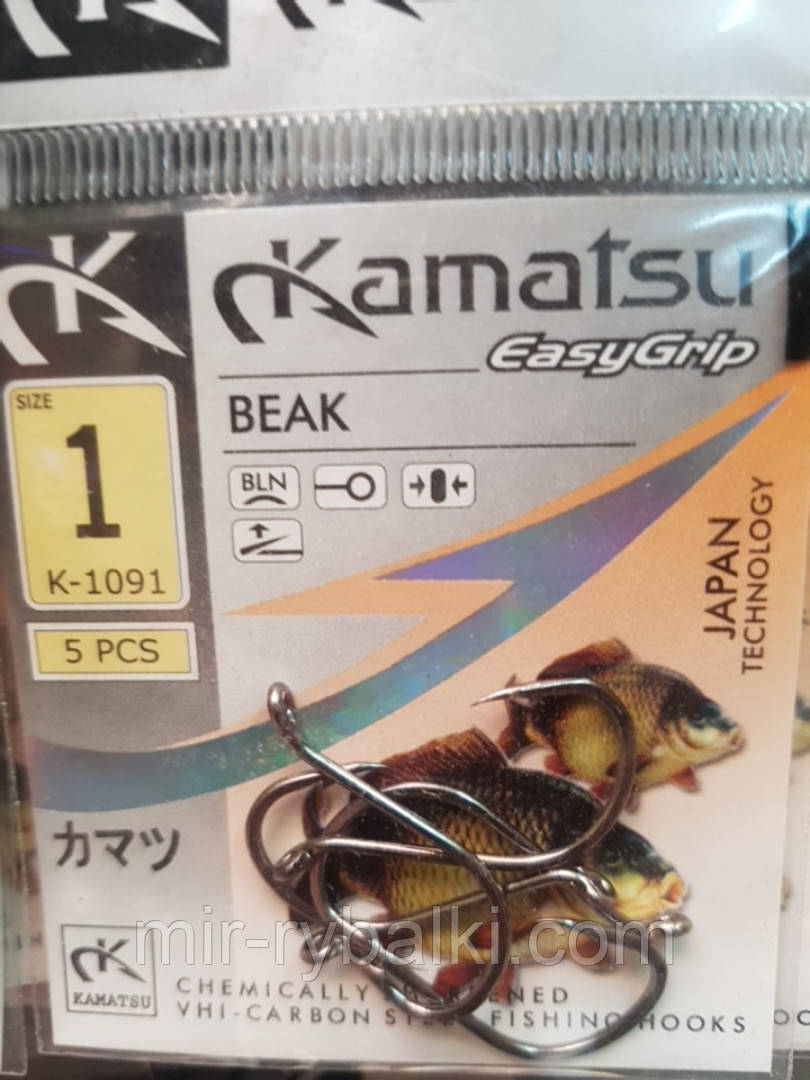 Kamatsu
EasyGrip
SIZE
1
K-1091
5 PCS
BEAK
BLN
JAPAN
TECHNOLOGY
カマツ
KAMATSU
mir-rybalki.com
CHEMICALLY
VHI-CARBON FISHING HOOKS